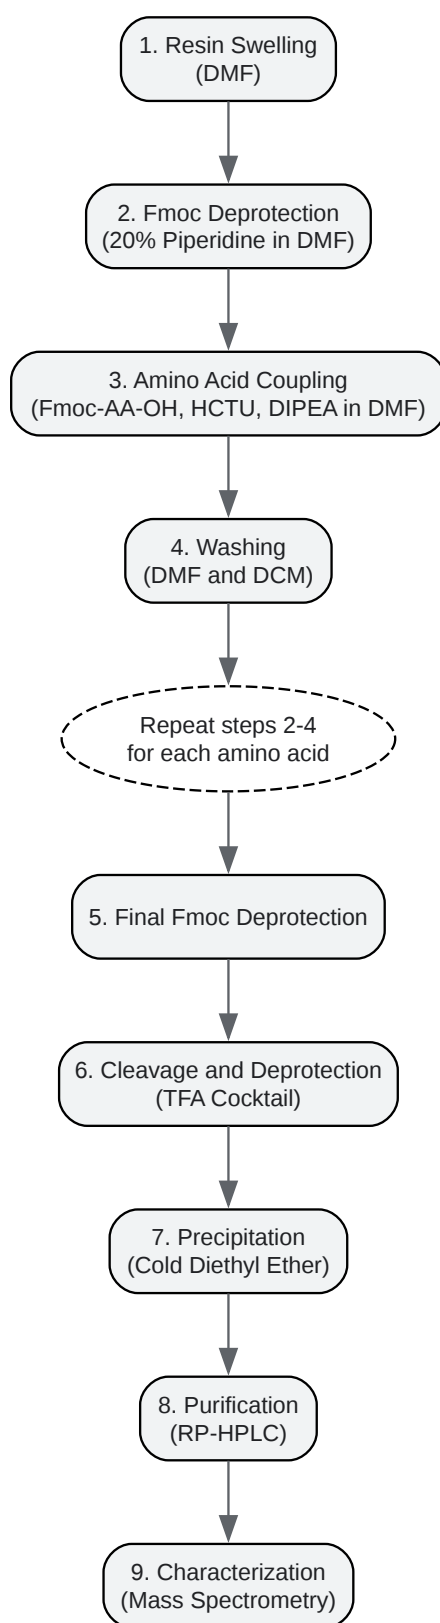 1. Resin Swelling
(DMF)
2. Fmoc Deprotection
(20% Piperidine in DMF)
3. Amino Acid Coupling
(Fmoc-AA-OH, HCTU, DIPEA in DMF)
4. Washing
(DMF and DCM)
Repeat steps 2-4
for each amino acid
5. Final Fmoc Deprotection
6. Cleavage and Deprotection
(TFA Cocktail)
7. Precipitation
(Cold Diethyl Ether)
8. Purification
(RP-HPLC)
9. Characterization
(Mass Spectrometry)